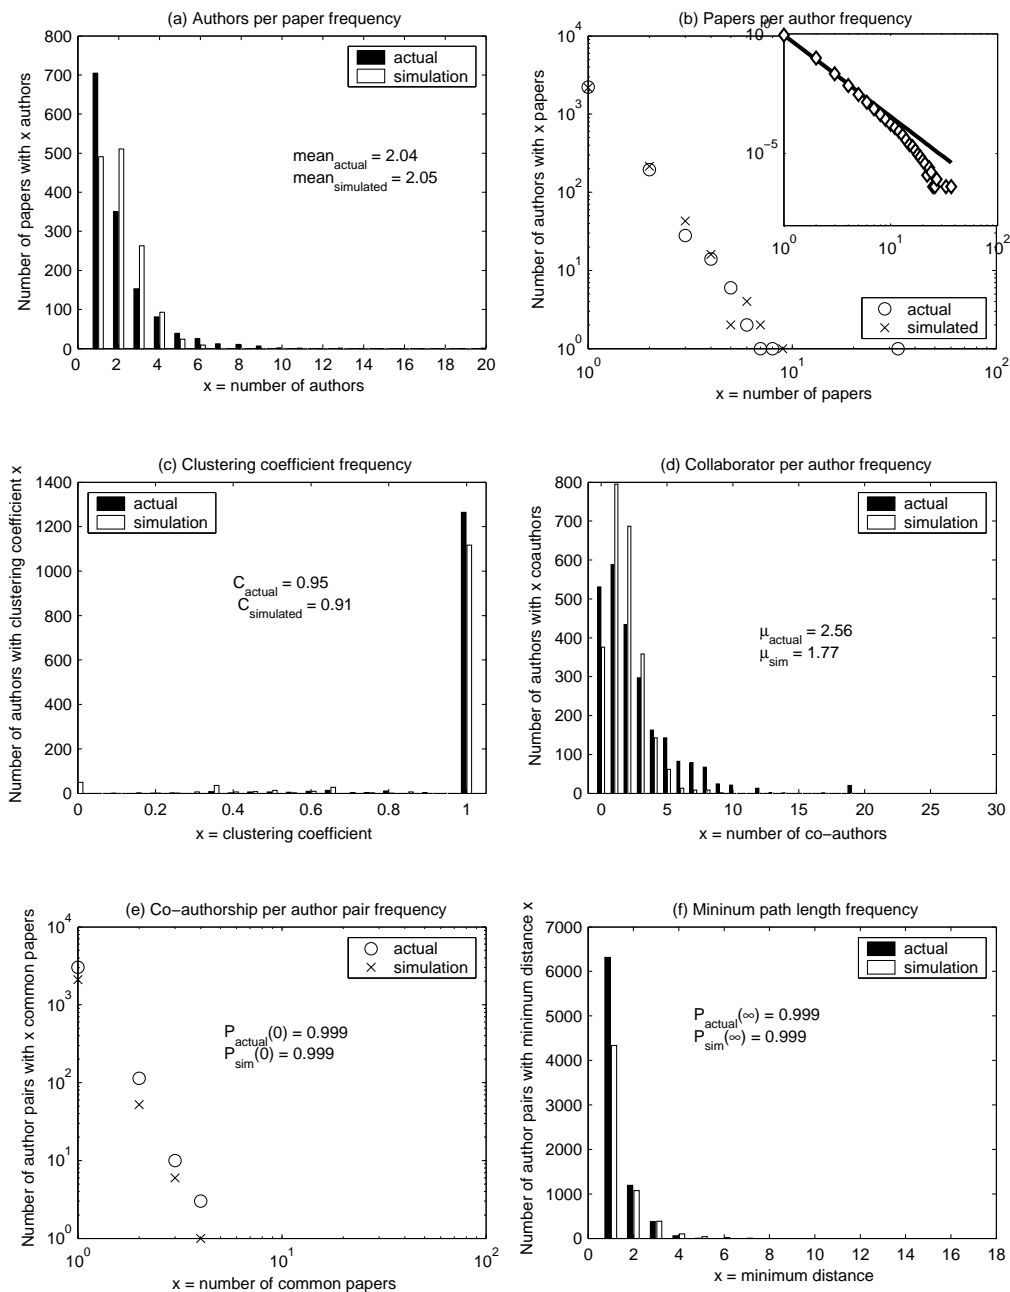 (a) Authors per paper frequency
Number of papers with x authors
800
700
600
500
400
300
200
100
0
actual
simulation
mean_actual = 2.04
mean_simulated = 2.05
0 2 4 6 8 10 12 14 16 18 20
x = number of authors
(b) Papers per author frequency
Number of authors with x papers
10^4
10^3
10^2
10^1
10^0
10^0
10^-5
10^0 10^1 10^2
actual
simulated
10^0 10^1 10^2
x = number of papers
(c) Clustering coefficient frequency
Number of authors with clustering coefficient x
1400
1200
1000
800
600
400
200
0
actual
simulation
C_actual = 0.95
C_simulated = 0.91
0 0.2 0.4 0.6 0.8 1
x = clustering coefficient
(d) Collaborator per author frequency
Number of authors with x coauthors
800
700
600
500
400
300
200
100
0
actual
simulation
μ_actual = 2.56
μ_sim = 1.77
0 5 10 15 20 25 30
x = number of co−authors
(e) Co−authorship per author pair frequency
Number of author pairs with x common papers
10^4
10^3
10^2
10^1
10^0
actual
simulation
P_actual(0) = 0.999
P_sim(0) = 0.999
10^0 10^1 10^2
x = number of common papers
(f) Mininum path length frequency
Number of author pairs with minimum distance x
7000
6000
5000
4000
3000
2000
1000
0
actual
simulation
P_actual(∞) = 0.999
P_sim(∞) = 0.999
0 2 4 6 8 10 12 14 16 18
x = minimum distance